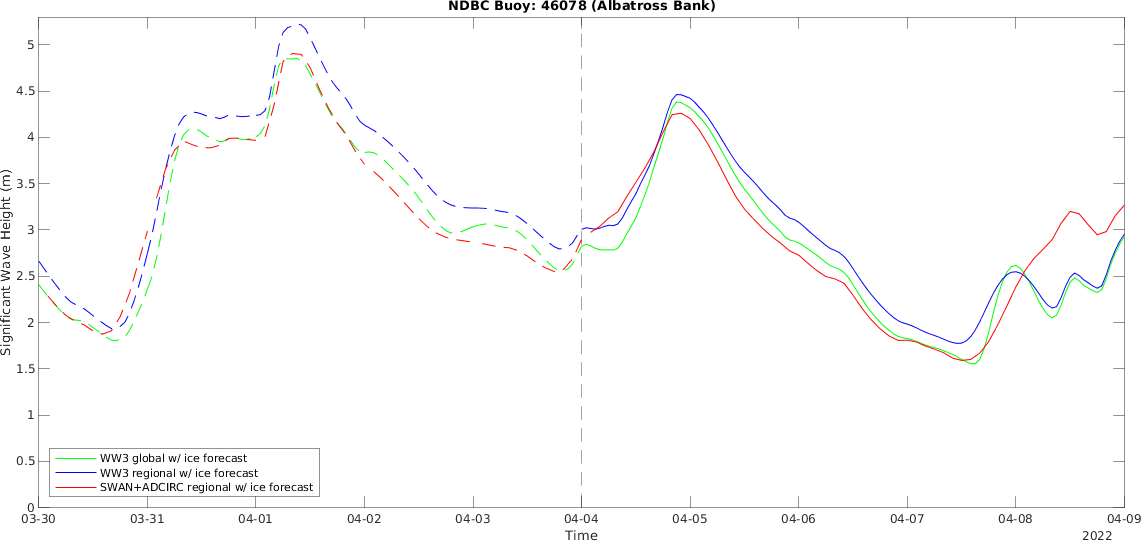 NDBC Buoy: 46078 (Albatross Bank)
5
4.5
4
3.5
3
2.5
2
1.5
1
0.5
0
Significant Wave Height (m)
WW3 global w/ ice forecast
WW3 regional w/ ice forecast
SWAN+ADCIRC regional w/ ice forecast
03-30 03-31 04-01 04-02 04-03 04-04 04-05 04-06 04-07 04-08 04-09
Time
2022